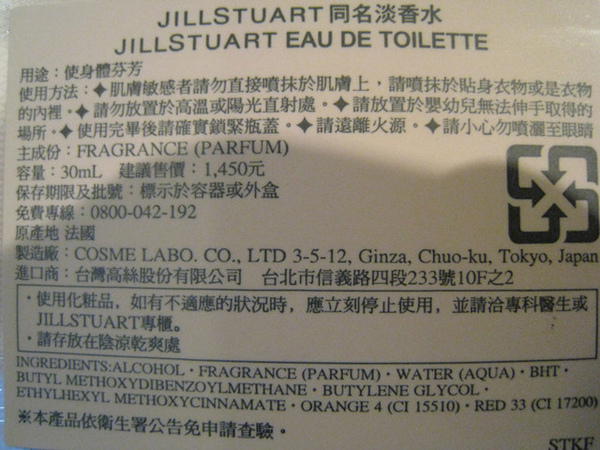 JILLSTUART 同名淡香水
JILLSTUART EAU DE TOILETTE
用途：使身體芬芳
使用方法：✦肌膚敏感者請勿直接噴抹於肌膚上，請噴抹於貼身衣物或是衣物
的內裡。✦請勿放置於高溫或陽光直射處。✦請放置於嬰幼兒無法伸手取得的
場所。✦使用完畢後請確實鎖緊瓶蓋。✦請遠離火源。✦請小心勿噴灑至眼睛
主成份：FRAGRANCE (PARFUM)
容量：30mL 建議售價：1,450元
保存期限及批號：標示於容器或外盒
免費專線：0800-042-192
原產地 法國
製造廠：COSME LABO. CO., LTD 3-5-12, Ginza, Chuo-ku, Tokyo, Japan
進口商：台灣高絲股份有限公司 台北市信義路四段233號10F之2
·使用化粧品，如有不適應的狀況時，應立刻停止使用，並請洽專科醫生或
JILLSTUART專櫃。
·請存放在陰涼乾爽處
INGREDIENTS:ALCOHOL·FRAGRANCE (PARFUM)·WATER (AQUA)·BHT·
BUTYL METHOXYDIBENZOYLMETHANE·BUTYLENE GLYCOL·
ETHYLHEXYL METHOXYCINNAMATE·ORANGE 4 (CI 15510)·RED 33 (CI 17200)
※本產品依衛生署公告免申請查驗。
STKF